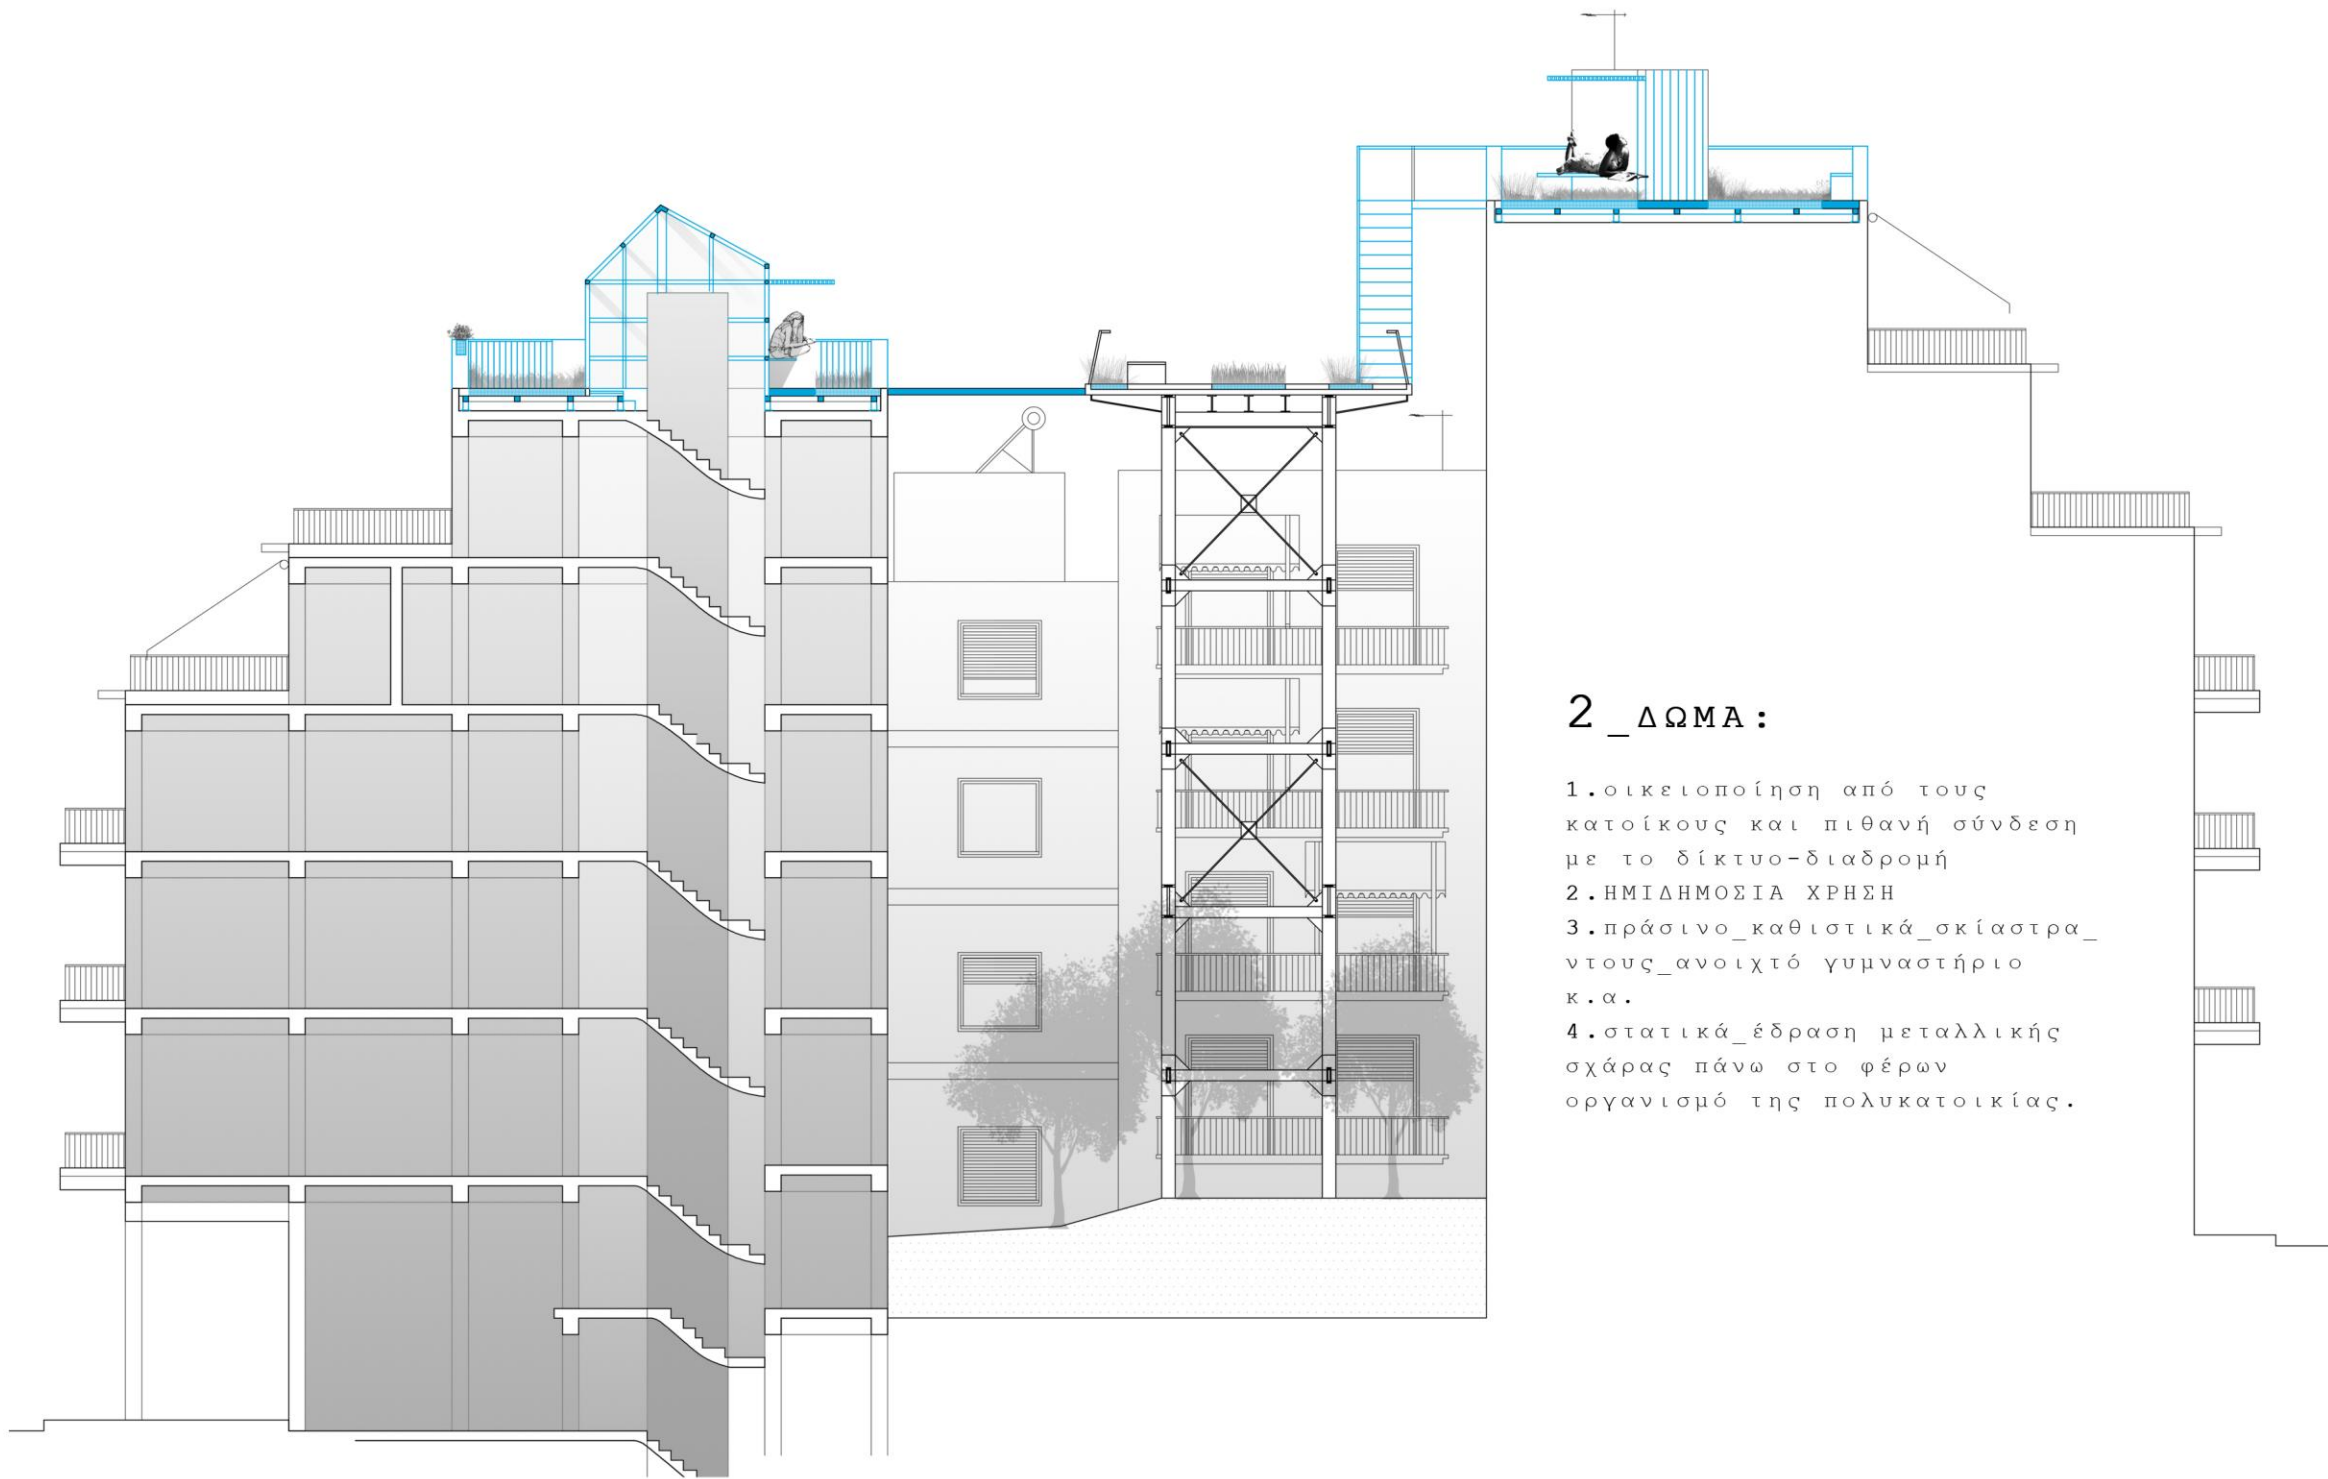 2_ΔΩΜΑ:
1.οικειοποίηση από τους
κατοίκους και πιθανή σύνδεση
με το δίκτυο-διαδρομή
2.ΗΜΙΔΗΜΟΣΙΑ ΧΡΗΣΗ
3.πράσινο_καθιστικά_σκίαστρα_
ντους_ανοιχτό γυμναστήριο
κ.α.
4.στατικά_έδραση μεταλλικής
σχάρας πάνω στο φέρων
οργανισμό της πολυκατοικίας.